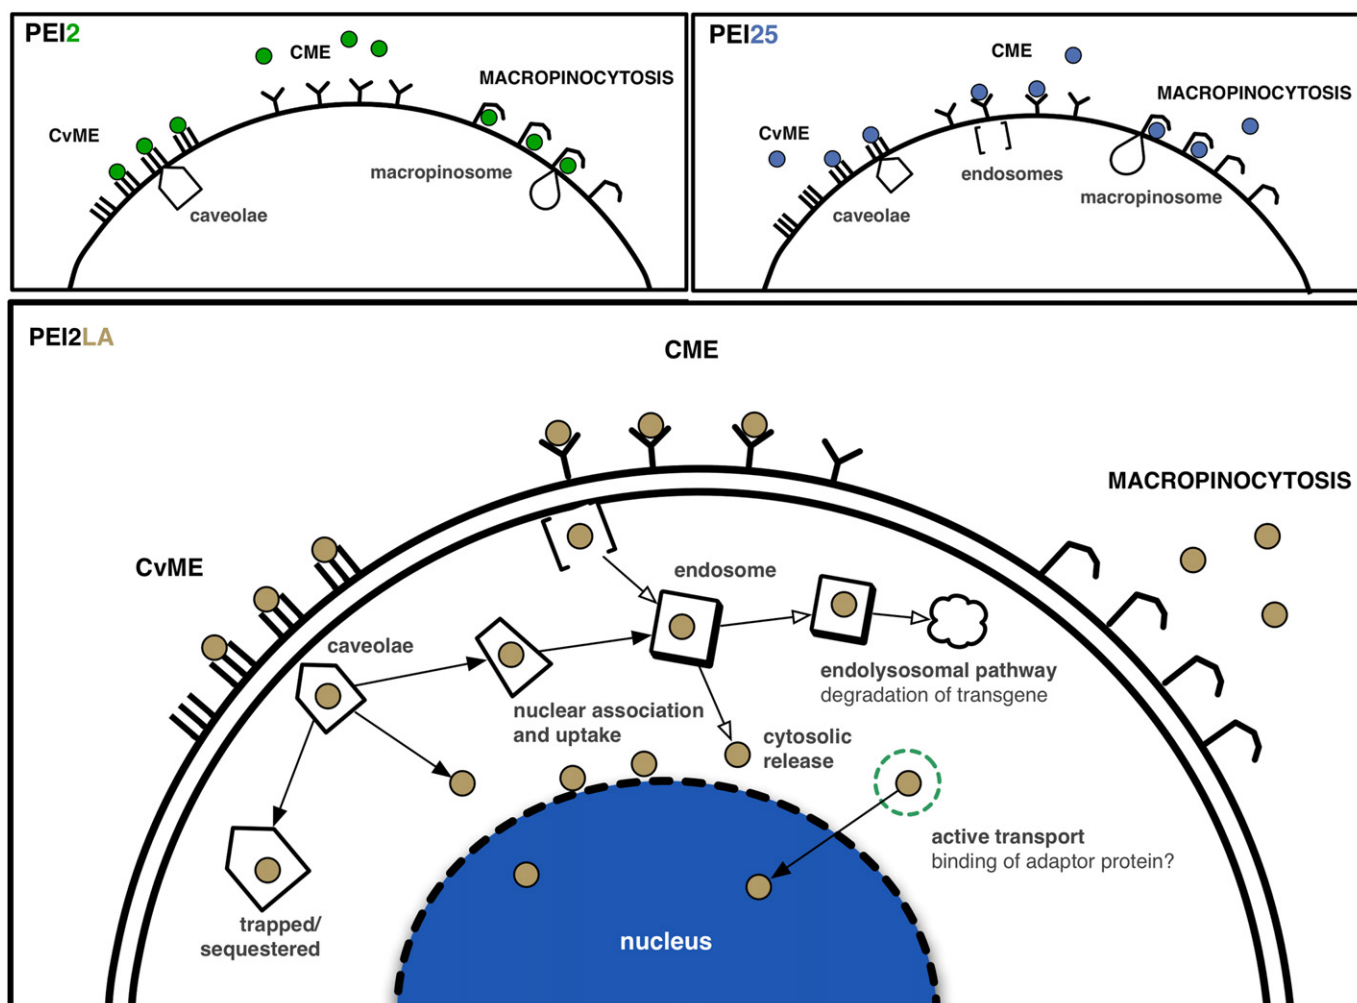 PEI2
CME
MACROPINOCYTOSIS
CvME
macropinosome
caveolae
PEI25
CME
MACROPINOCYTOSIS
CvME
endosomes
macropinosome
caveolae
PEI2LA
CME
MACROPINOCYTOSIS
CvME
endosome
caveolae
endolysosomal pathway
degradation of transgene
nuclear association
and uptake
cytosolic
release
active transport
binding of adaptor protein?
trapped/
sequestered
nucleus